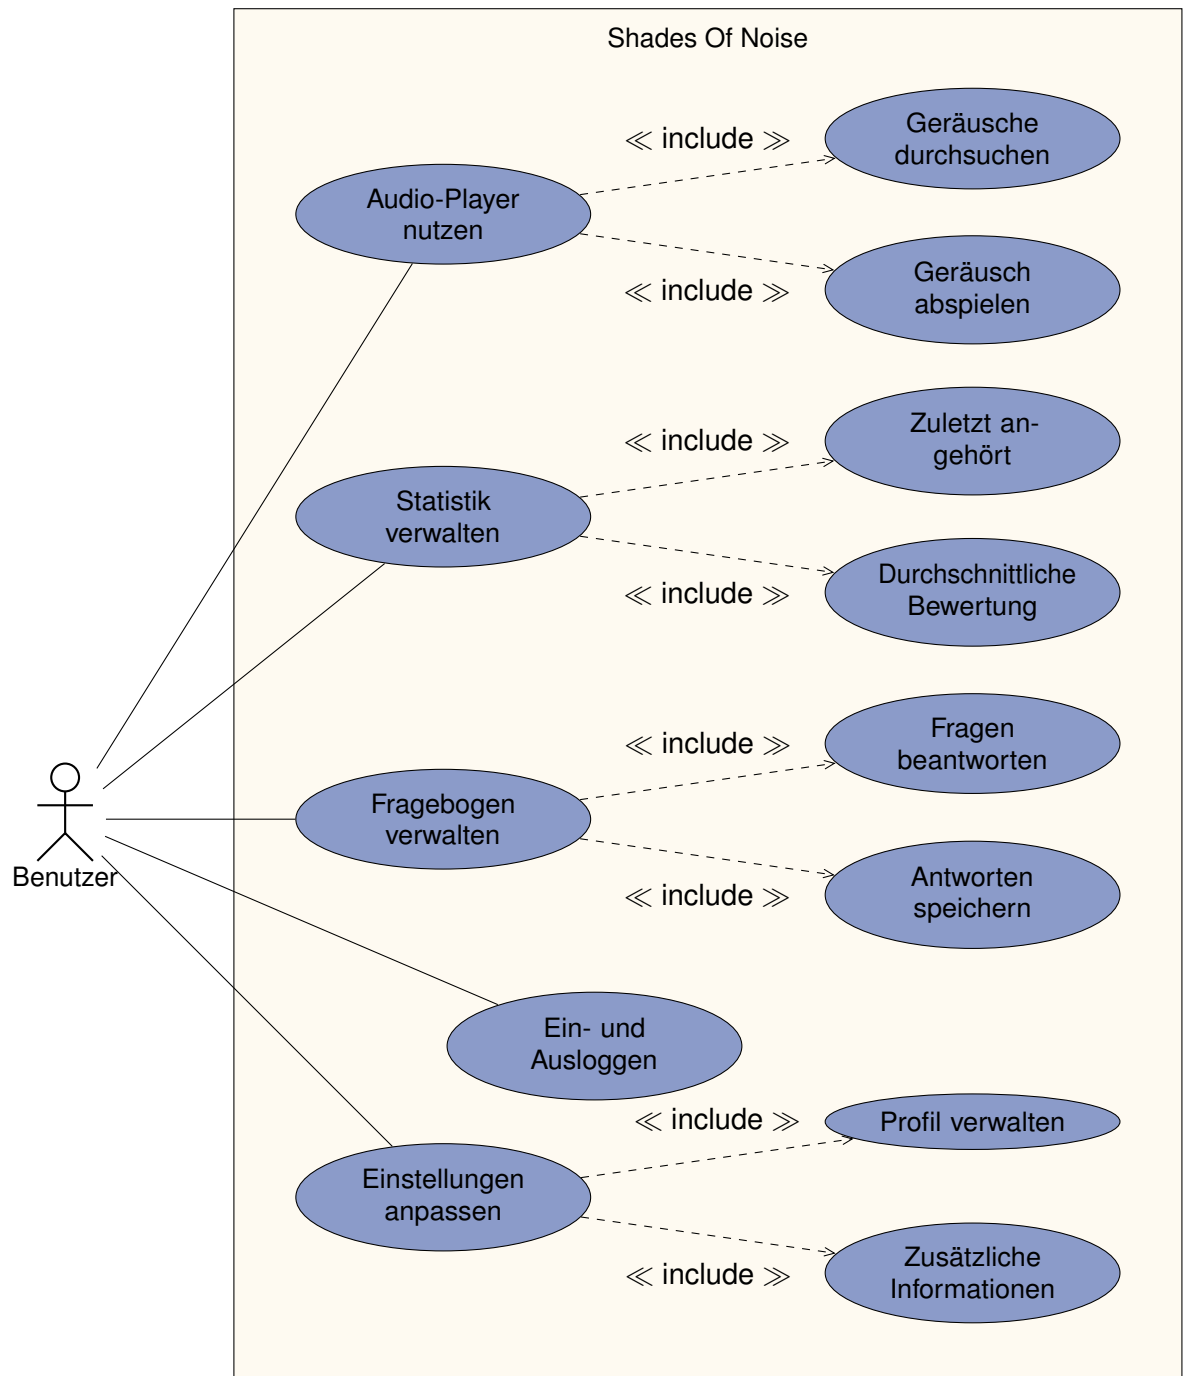 Shades Of Noise
≪ include ≫
Geräusche
durchsuchen
Audio-Player
nutzen
≪ include ≫
Geräusch
abspielen
≪ include ≫
Zuletzt an-
gehört
Statistik
verwalten
≪ include ≫
Durchschnittliche
Bewertung
≪ include ≫
Fragen
beantworten
Fragebogen
verwalten
Benutzer
≪ include ≫
Antworten
speichern
Ein- und
Ausloggen
≪ include ≫
Profil verwalten
Einstellungen
anpassen
≪ include ≫
Zusätzliche
Informationen